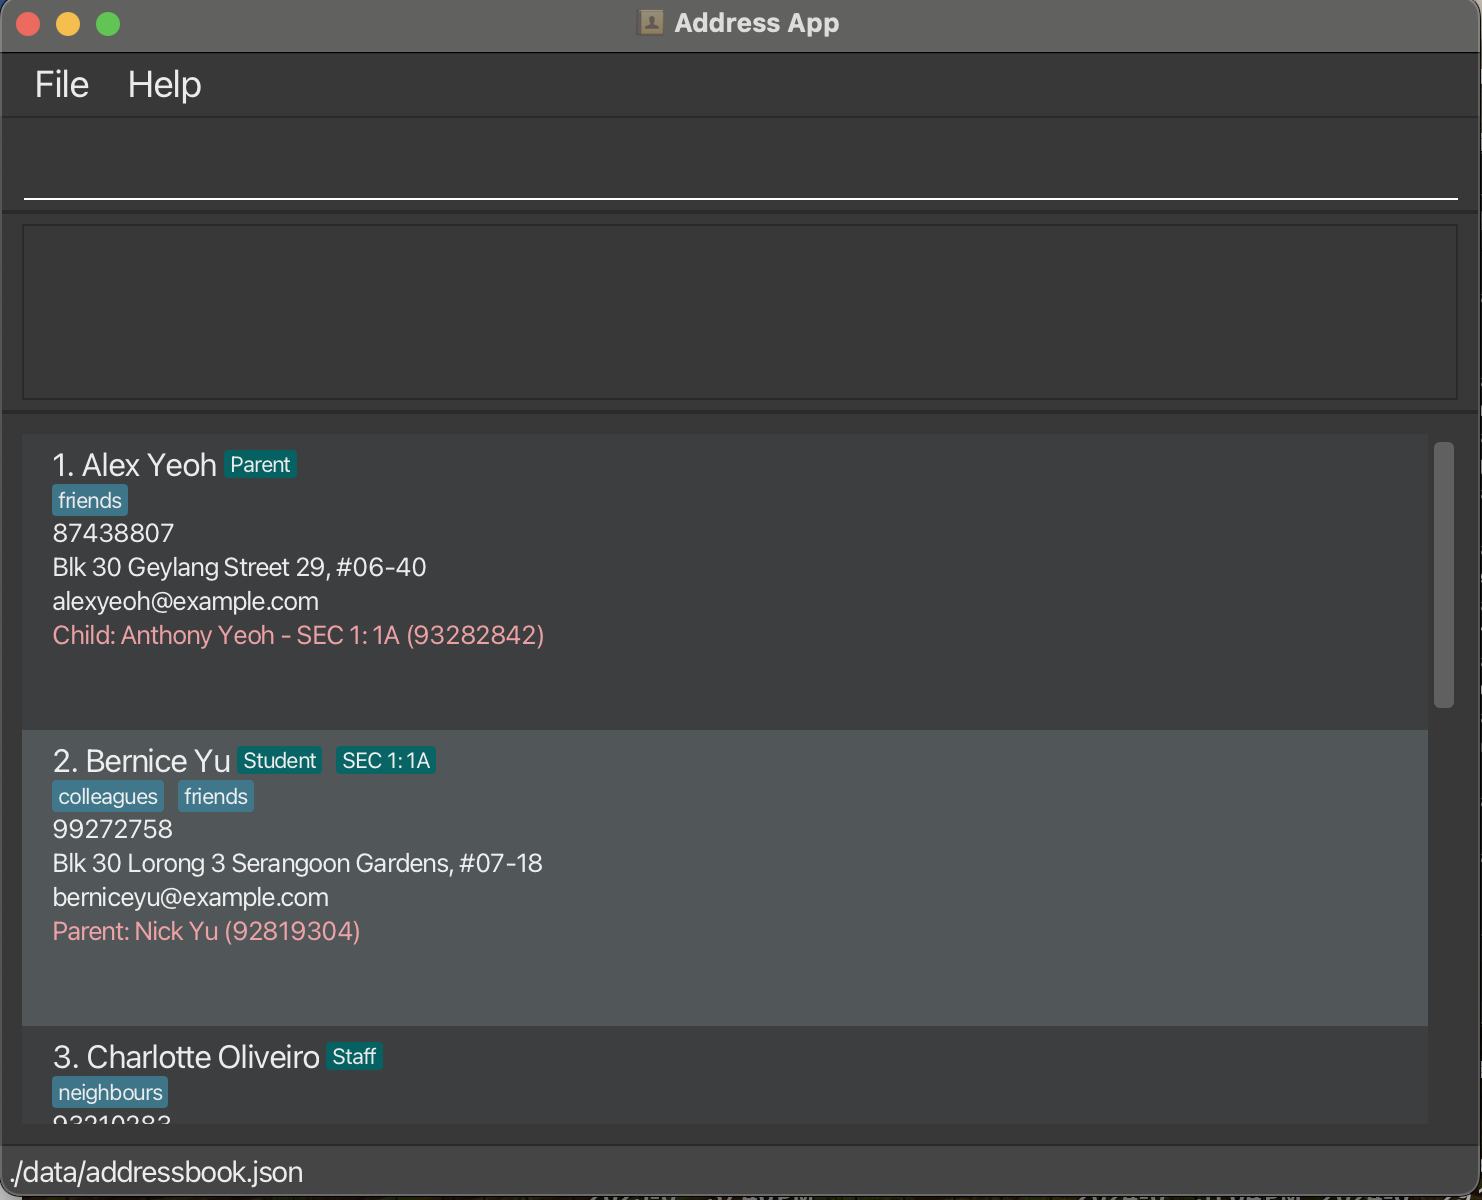 Address App
File Help
1. Alex Yeoh Parent
friends
87438807
Blk 30 Geylang Street 29, #06-40
alexyeoh@example.com
Child: Anthony Yeoh - SEC 1: 1A (93282842)
2. Bernice Yu Student SEC 1: 1A
colleagues friends
99272758
Blk 30 Lorong 3 Serangoon Gardens, #07-18
berniceyu@example.com
Parent: Nick Yu (92819304)
3. Charlotte Oliveiro Staff
neighbours
93210283
./data/addressbook.json